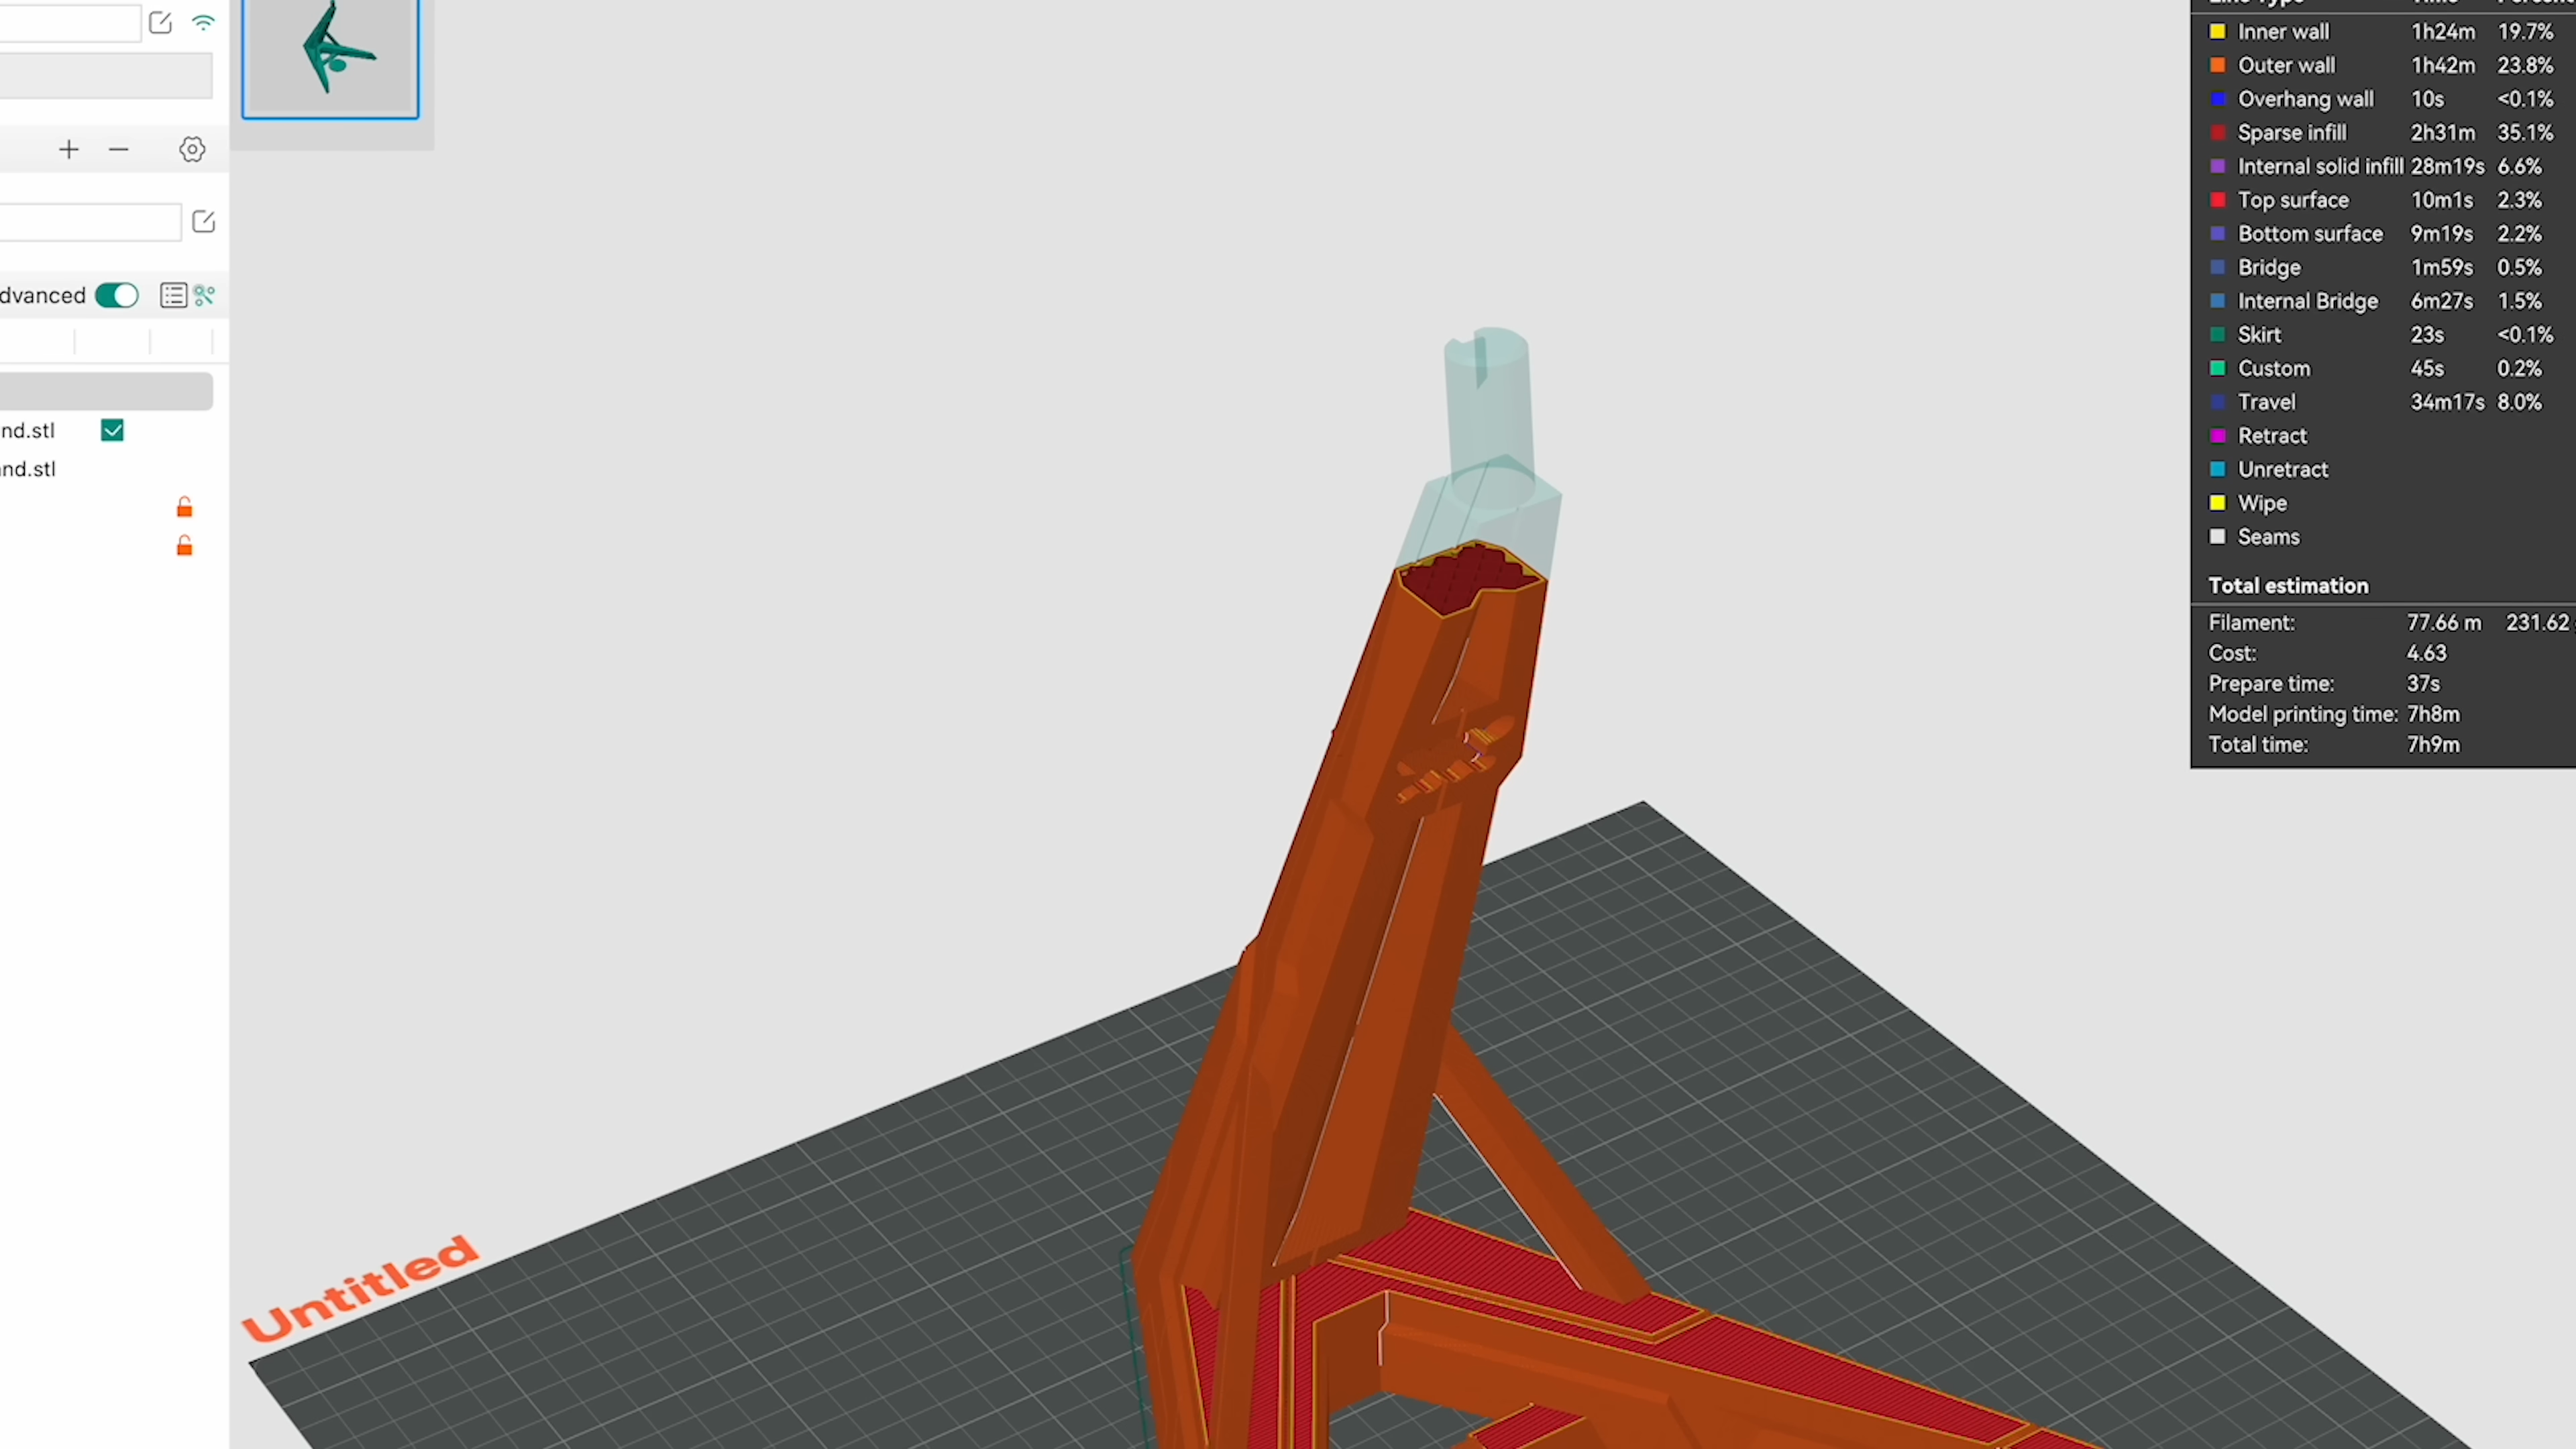 Inner wall 1h24m 19.7%
Outer wall 1h42m 23.8%
Overhang wall 10s <0.1%
Sparse infill 2h31m 35.1%
Internal solid infill 28m19s 6.6%
Top surface 10m1s 2.3%
Bottom surface 9m19s 2.2%
Bridge 1m59s 0.5%
Internal Bridge 6m27s 1.5%
Skirt 23s <0.1%
Custom 45s 0.2%
Travel 34m17s 8.0%
Retract
Unretract
Wipe
Seams
Total estimation
Filament: 77.66 m 231.62
Cost: 4.63
Prepare time: 37s
Model printing time: 7h8m
Total time: 7h9m
dvanced
nd.stl
nd.stl
Untitled